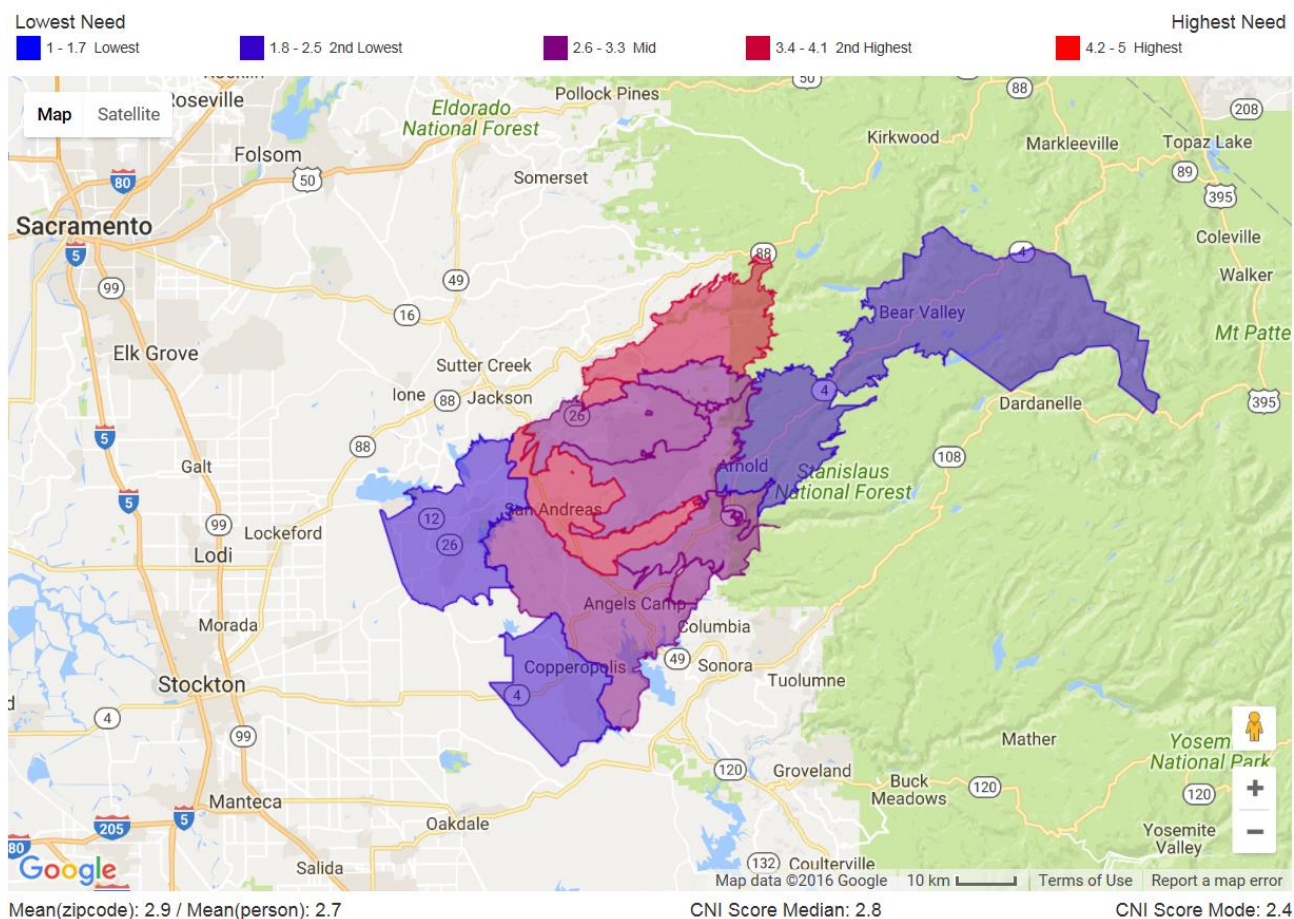 Lowest Need
Highest Need
1 - 1.7 Lowest
1.8 - 2.5 2nd Lowest
2.6 - 3.3 Mid
3.4 - 4.1 2nd Highest
4.2 - 5 Highest
Map
Satellite
Roseville
Eldorado
National Forest
Pollock Pines
50
88
208
Kirkwood
Markleeville
Topaz Lake
Folsom
80
50
Somerset
89
395
Sacramento
5
99
49
88
4
Coleville
Walker
16
Bear Valley
Mt Patte
Elk Grove
Sutter Creek
Ione
88
Jackson
26
4
Dardanelle
395
5
88
108
Galt
Arnold
Stanislaus
National Forest
5
99
Lockeford
12
San Andreas
26
Lodi
Angels Camp
Morada
Columbia
49
Sonora
Copperopolis
Tuolumne
Stockton
4
4
99
Mather
Yosem
National Park
120
Groveland
Buck
Meadows
120
120
Manteca
5
205
Oakdale
80
Yosemite
Valley
Google
Salida
132
Coulterville
Map data ©2016 Google
10 km
Terms of Use
Report a map error
+
−
Mean(zipcode): 2.9 / Mean(person): 2.7
CNI Score Median: 2.8
CNI Score Mode: 2.4